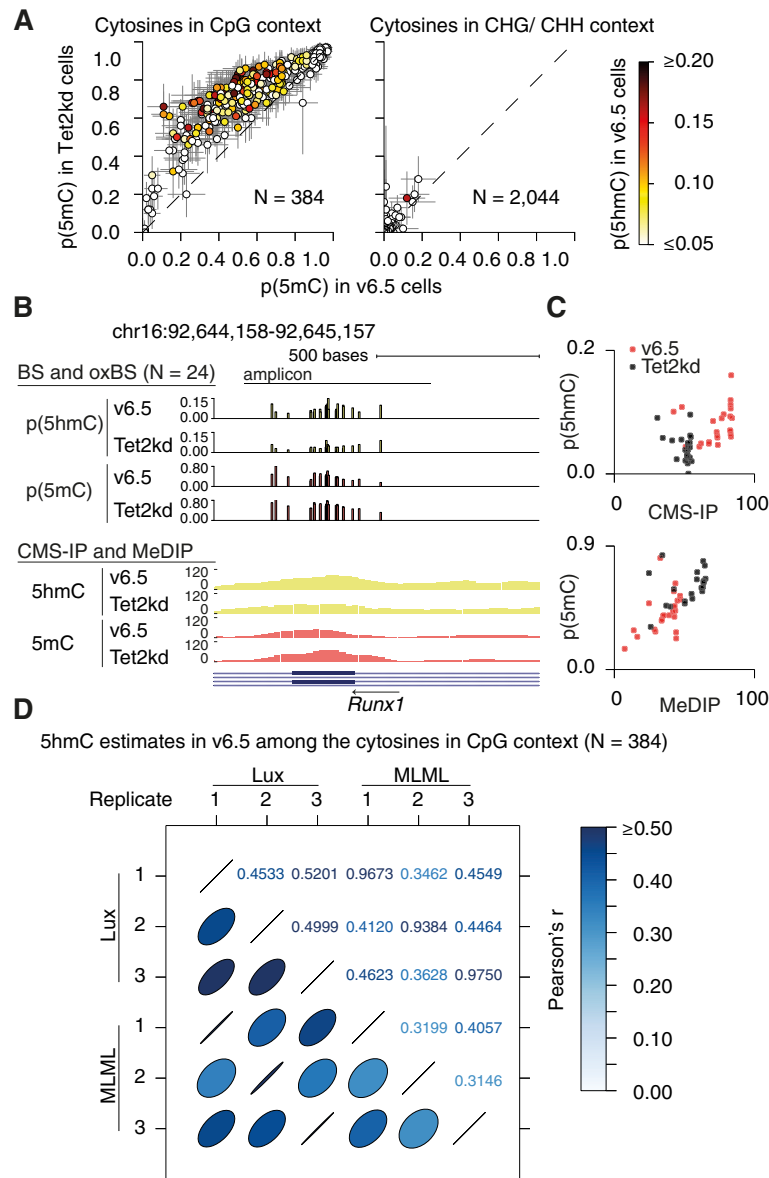 A
Cytosines in CpG context
Cytosines in CHG/ CHH context
p(5mC) in Tet2kd cells
1.0
0.8
0.6
0.4
0.2
0.0
N = 384
N = 2,044
0.0 0.2 0.4 0.6 0.8 1.0
0.0 0.2 0.4 0.6 0.8 1.0
p(5mC) in v6.5 cells
p(5hmC) in v6.5 cells
≥0.20
0.15
0.10
≤0.05
B
chr16:92,644,158-92,645,157
500 bases
BS and oxBS (N = 24)
amplicon
p(5hmC)
v6.5
0.15
0.00
Tet2kd
0.15
0.00
p(5mC)
v6.5
0.80
0.00
Tet2kd
0.80
0.00
CMS-IP and MeDIP
5hmC
v6.5
120
0
Tet2kd
120
0
5mC
v6.5
120
0
Tet2kd
120
0
Runx1
C
0.2
v6.5
Tet2kd
p(5hmC)
0.0
0 100
CMS-IP
0.9
p(5mC)
0.0
0 100
MeDIP
D
5hmC estimates in v6.5 among the cytosines in CpG context (N = 384)
Lux MLML
Replicate 1 2 3 1 2 3
Lux
1 0.4533 0.5201 0.9673 0.3462 0.4549
2 0.4999 0.4120 0.9384 0.4464
3 0.4623 0.3628 0.9750
MLML
1 0.3199 0.4057
2 0.3146
3
Pearson's r
≥0.50
0.40
0.30
0.20
0.10
0.00